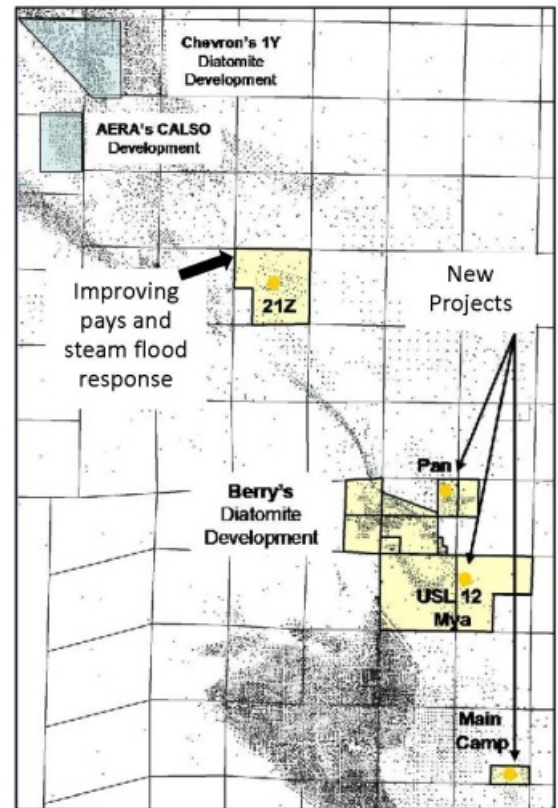 Chevron's 1Y
Diatomite
Development
AERA's CALSO
Development
Improving
pays and
steam flood
response
21Z
New
Projects
Pan
Berry's
Diatomite
Development
USL 12
Mya
Main
Camp